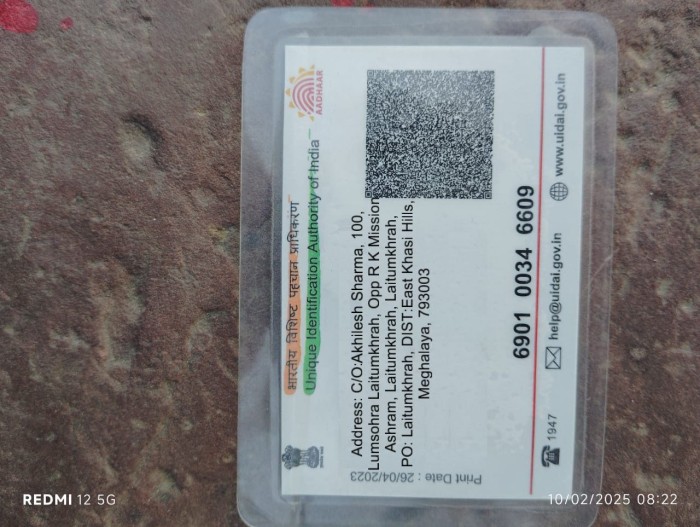 भारतीय विशिष्ट पहचान प्राधिकरण
Unique Identification Authority of India
AADHAAR
Address: C/O:Akhilesh Sharma, 100,
Lumsohra Laitumkhrah, Opp R K Mission
Ashram, Laitumkhrah, Laitumkhrah,
PO: Laitumkhrah, DIST:East Khasi Hills,
Meghalaya, 793003
Print Date : 26/04/2023
6901 0034 6609
1947
help@uidai.gov.in
www.uidai.gov.in
REDMI 12 5G
10/02/2025 08:22